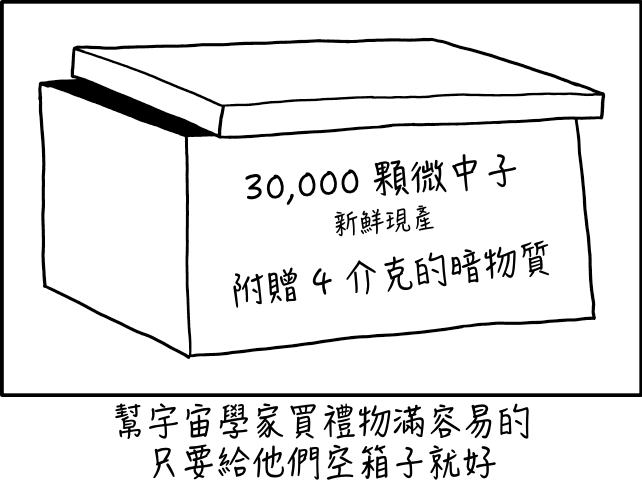 30,000 顆微中子
新鮮現產
附贈 4 介克的暗物質
幫宇宙學家買禮物滿容易的
只要給他們空箱子就好